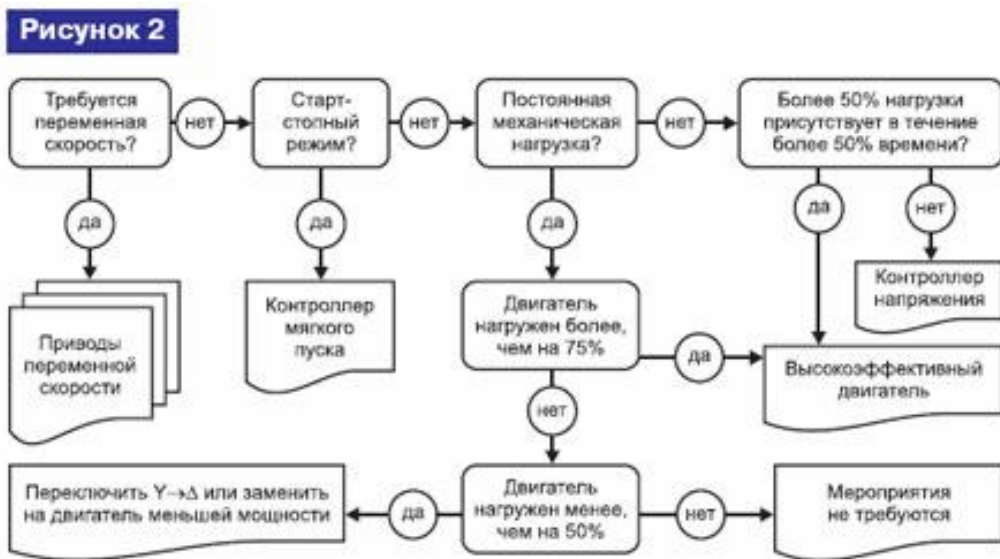 Рисунок 2
Требуется
переменная
скорость?
нет
Старт-
стопный
режим?
нет
Постоянная
механическая
нагрузка?
нет
Более 50% нагрузки
присутствует в течение
более 50% времени?
да
да
да
да
нет
Приводы
переменной
скорости
Контроллер
мягкого
пуска
Двигатель
нагружен более,
чем на 75%
да
Контроллер
напряжения
Высокоэффективный
двигатель
нет
Переключить Y→Δ или заменить
на двигатель меньшей мощности
да
Двигатель
нагружен менее,
чем на 50%
нет
Мероприятия
не требуются